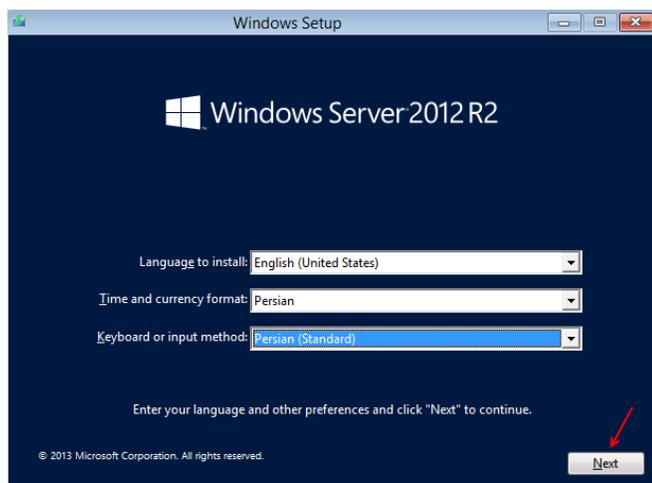 Windows Setup
Windows Server 2012 R2
Language to install: English (United States)
Time and currency format: Persian
Keyboard or input method: Persian (Standard)
Enter your language and other preferences and click "Next" to continue.
© 2013 Microsoft Corporation. All rights reserved.
Next